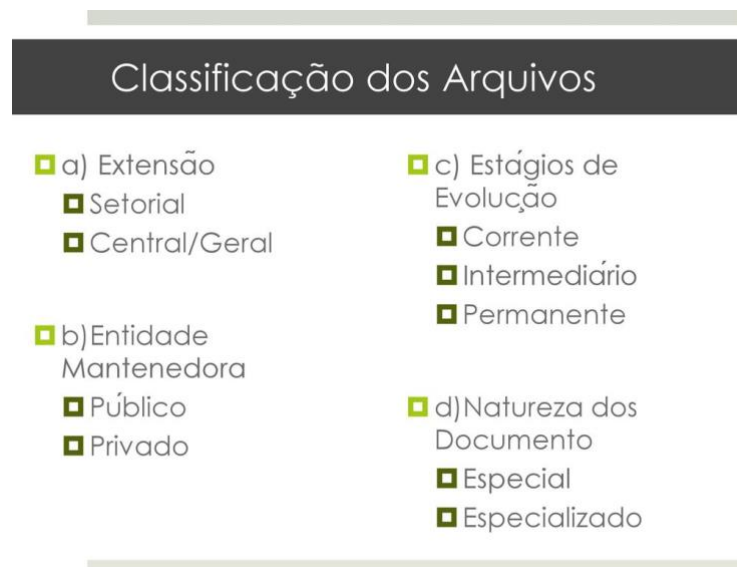 Classificação dos Arquivos
a) Extensão
Setorial
Central/Geral
b)Entidade
Mantenedora
Público
Privado
c) Estágios de
Evolução
Corrente
Intermediário
Permanente
d)Natureza dos
Documento
Especial
Especializado